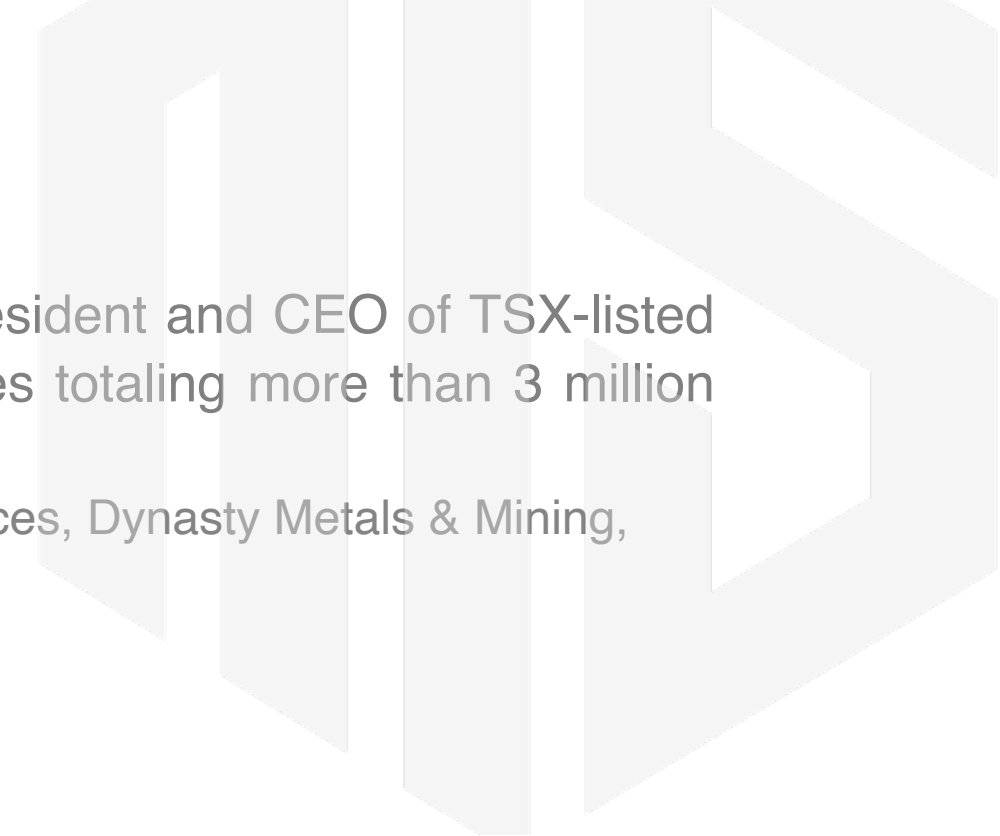 esident and CEO of TSX-listed
es totaling more than 3 million
ces, Dynasty Metals & Mining,